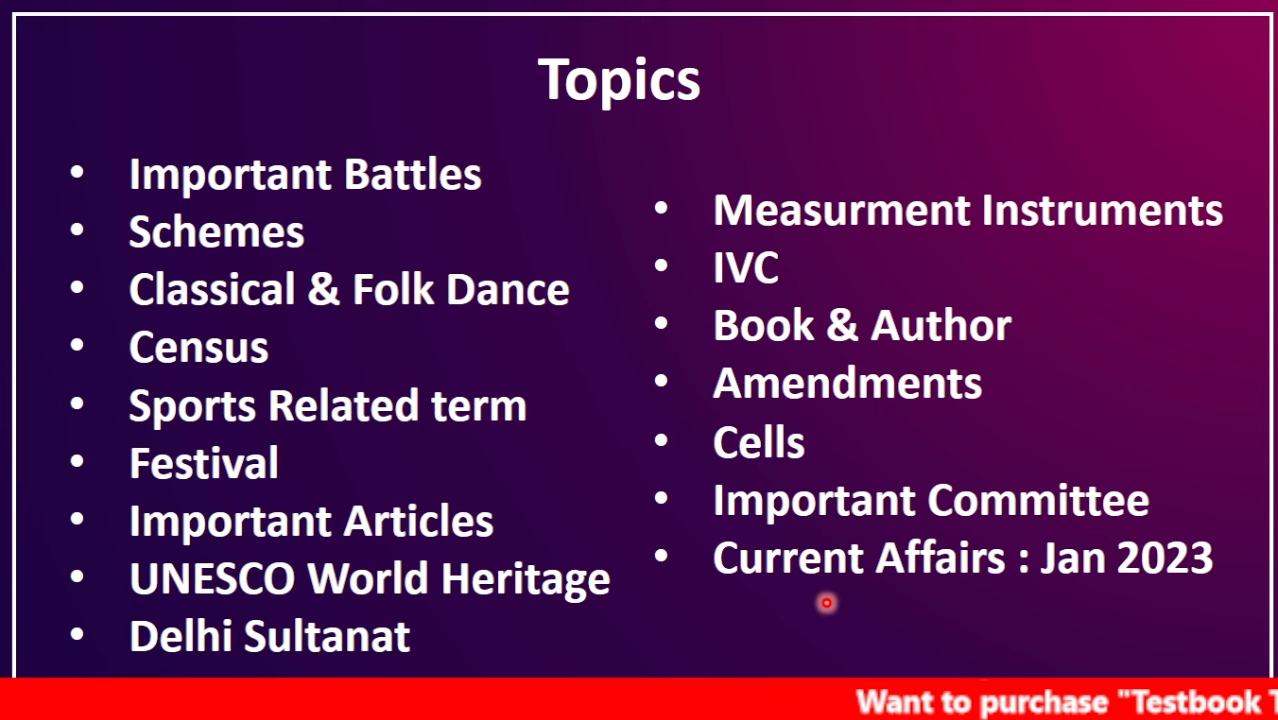 Topics
• Important Battles
• Schemes
• Classical & Folk Dance
• Census
• Sports Related term
• Festival
• Important Articles
• UNESCO World Heritage
• Delhi Sultanat
• Measurment Instruments
• IVC
• Book & Author
• Amendments
• Cells
• Important Committee
• Current Affairs : Jan 2023
Want to purchase "Testbook T